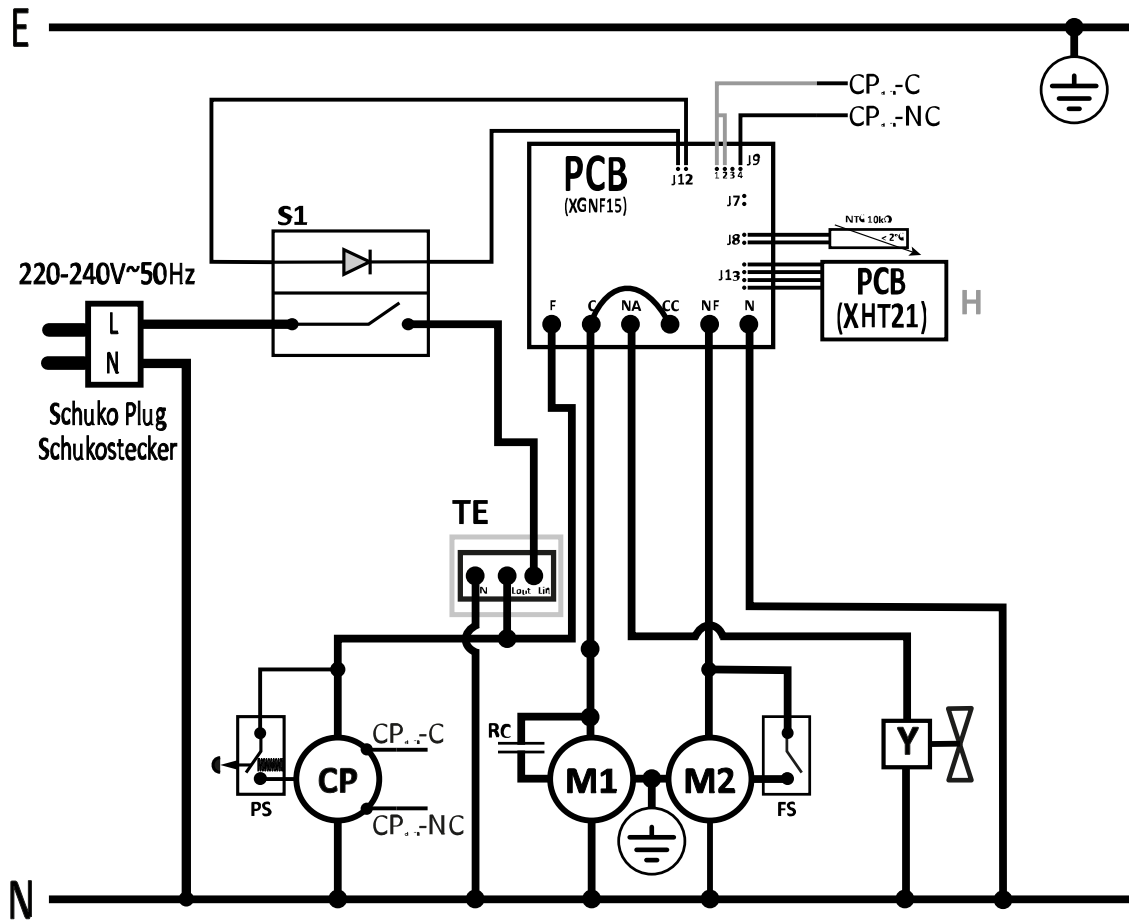 E
CP-C
CP-NC
PCB
(XGNF15)
J12
J9
1 2 3 4
J7
S1
NTC 10kΩ
J8
< 2°C
220-240V~50Hz
J13
PCB
(XHT21)
H
F C NA CC NF N
L
N
Schuko Plug
Schukostecker
TE
N Lout Lin
CP-C
RC
Y
CP
M1
M2
PS
FS
CP-NC
N